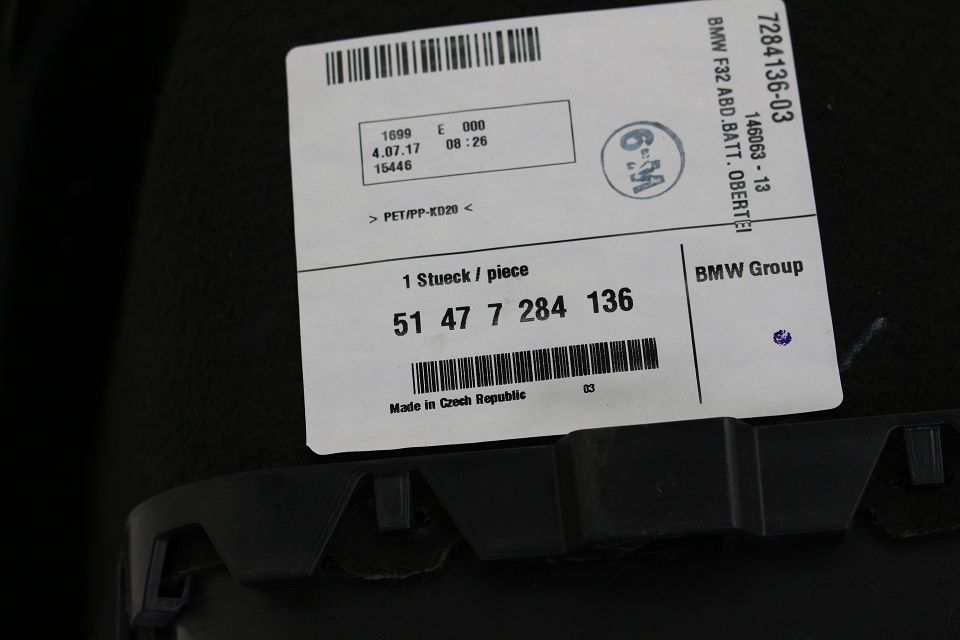 1699 E 000
4.07.17 08:26
15446
> PET/PP-KD20 <
7284136-03
146063 - 13
BMW F32 ABD.BATT. OBERTEI
1 Stueck / piece
51 47 7 284 136
Made in Czech Republic 03
BMW Group